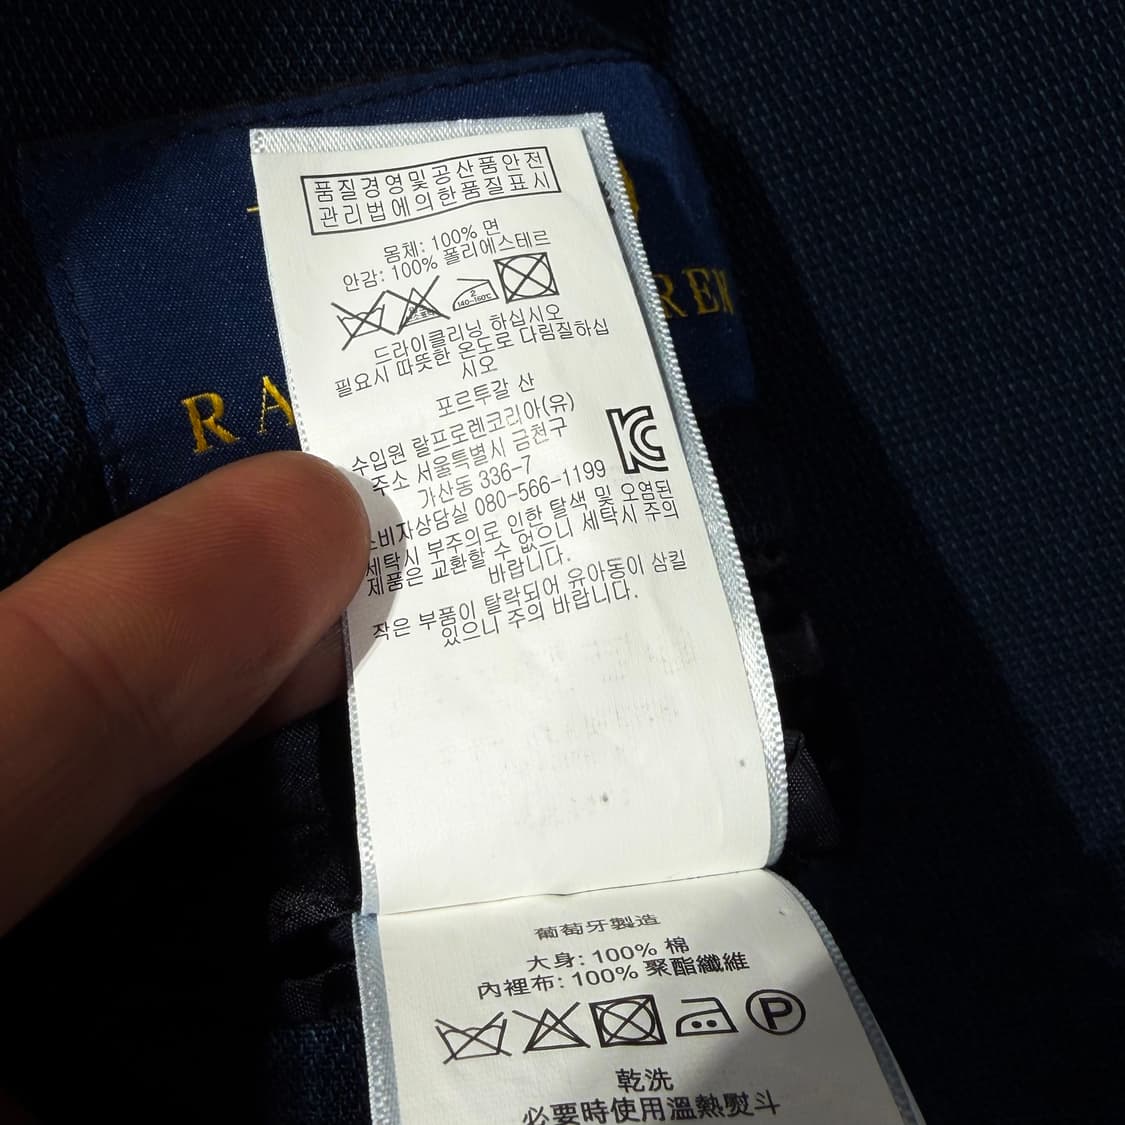 품질경영및공산품안전
관리법에의한품질표시
몸체: 100% 면
안감: 100% 폴리에스테르
2
140~160℃
드라이클리닝 하십시오
필요시 따뜻한 온도로 다림질하십
시오
포르투갈 산
수입원 랄프로렌코리아(유)
주소 서울특별시 금천구
가산동 336-7
소비자상담실 080-566-1199
세탁시 부주의로 인한 탈색 및 오염된
제품은 교환할 수 없으니 세탁시 주의
바랍니다.
작은 부품이 탈락되어 유아동이 삼킬
있으니 주의 바랍니다.
RA
REN
葡萄牙製造
大身: 100% 棉
內裡布: 100% 聚酯纖維
P
乾洗
必要時使用溫熱熨斗